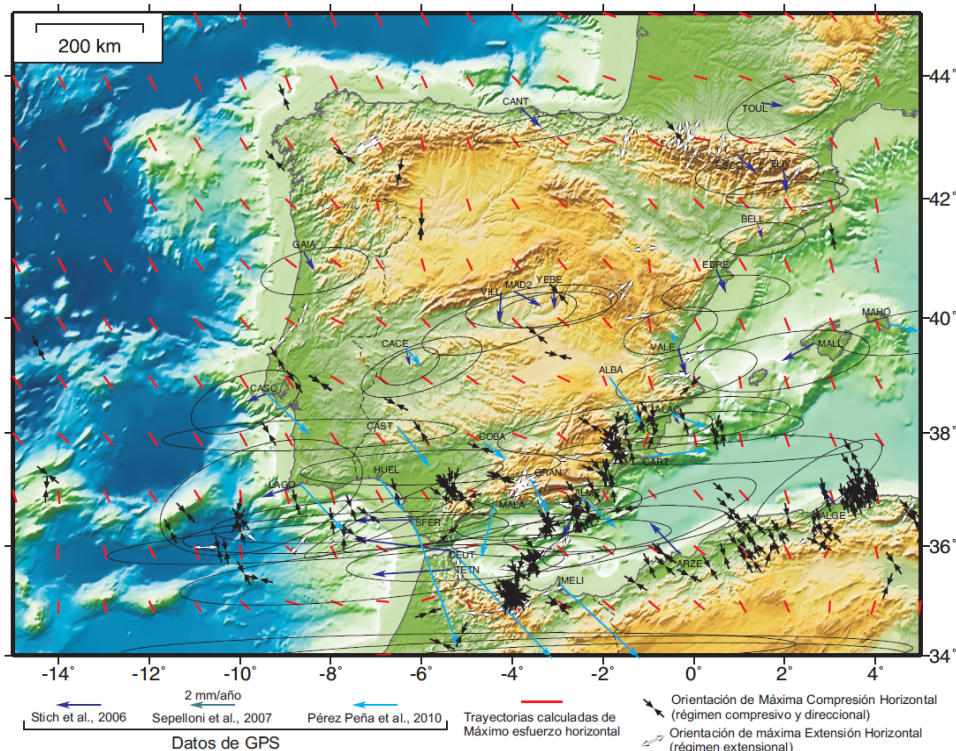 200 km
44°
42°
40°
38°
36°
34°
CANT
TOUL
BELL
GAIA
EBRE
YEBE
MAD2
VILL
MAHO
MALL
VALE
CACE
ALBA
CASC
ALAC
CAST
COBA
CART
HUEL
GRAN
LAGO
ALME
MALA
SFER
ALGE
CEUT
TETN
ARZE
MELI
-14° -12° -10° -8° -6° -4° -2° 0° 2° 4°
2 mm/año
Stich et al., 2006
Sepelloni et al., 2007
Pérez Peña et al., 2010
Datos de GPS
Trayectorias calculadas de
Máximo esfuerzo horizontal
Orientación de Máxima Compresión Horizontal
(régimen compresivo y direccional)
Orientación de máxima Extensión Horizontal
(régimen extensional)